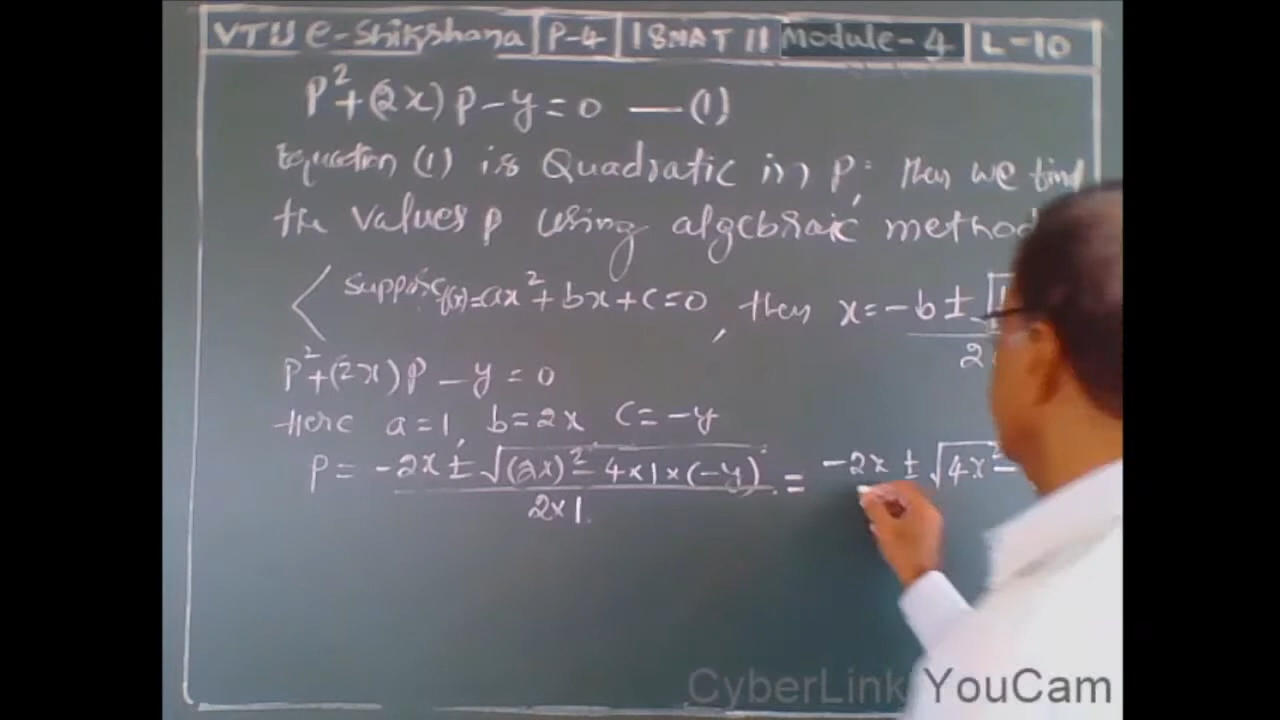 VTU e-Shikshana P-4 18MAT11 Module-4 L-10
p²+(2x)p-y=0 —(1)
Equation (1) is Quadratic in p; then we find
the values p using algebraic method
suppose f(x)=ax²+bx+c=0, then x=-b±√
2
p²+(2x)p-y=0
Here a=1, b=2x c=-y
p= -2x±√(2x)²-4×1×(-y) = -2x±√4x²-
2×1.
CyberLink YouCam